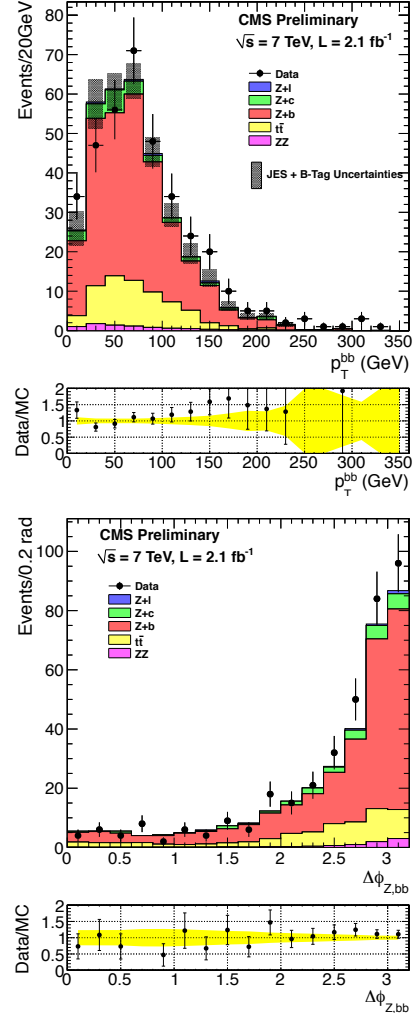 CMS Preliminary
√s = 7 TeV, L = 2.1 fb⁻¹
Events/20GeV
80
70
60
50
40
30
20
10
0
Data
Z+l
Z+c
Z+b
tt̄
ZZ
JES + B-Tag Uncertainties
0 50 100 150 200 250 300 350
p_T^bb (GeV)
Data/MC
2
1.5
1
0.5
0
0 50 100 150 200 250 300 350
p_T^bb (GeV)
CMS Preliminary
√s = 7 TeV, L = 2.1 fb⁻¹
Events/0.2 rad
100
80
60
40
20
0
Data
Z+l
Z+c
Z+b
tt̄
ZZ
0 0.5 1 1.5 2 2.5 3
Δϕ_Z,bb
Data/MC
2
1.5
1
0.5
0
0 0.5 1 1.5 2 2.5 3
Δϕ_Z,bb